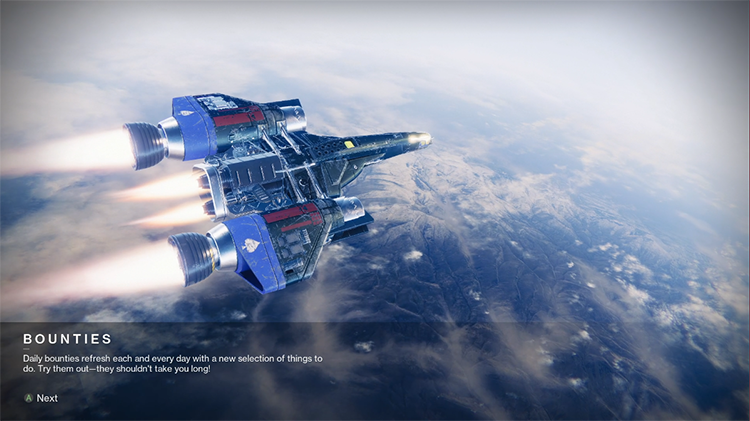 BOUNTIES
Daily bounties refresh each and every day with a new selection of things to
do. Try them out—they shouldn't take you long!
A Next